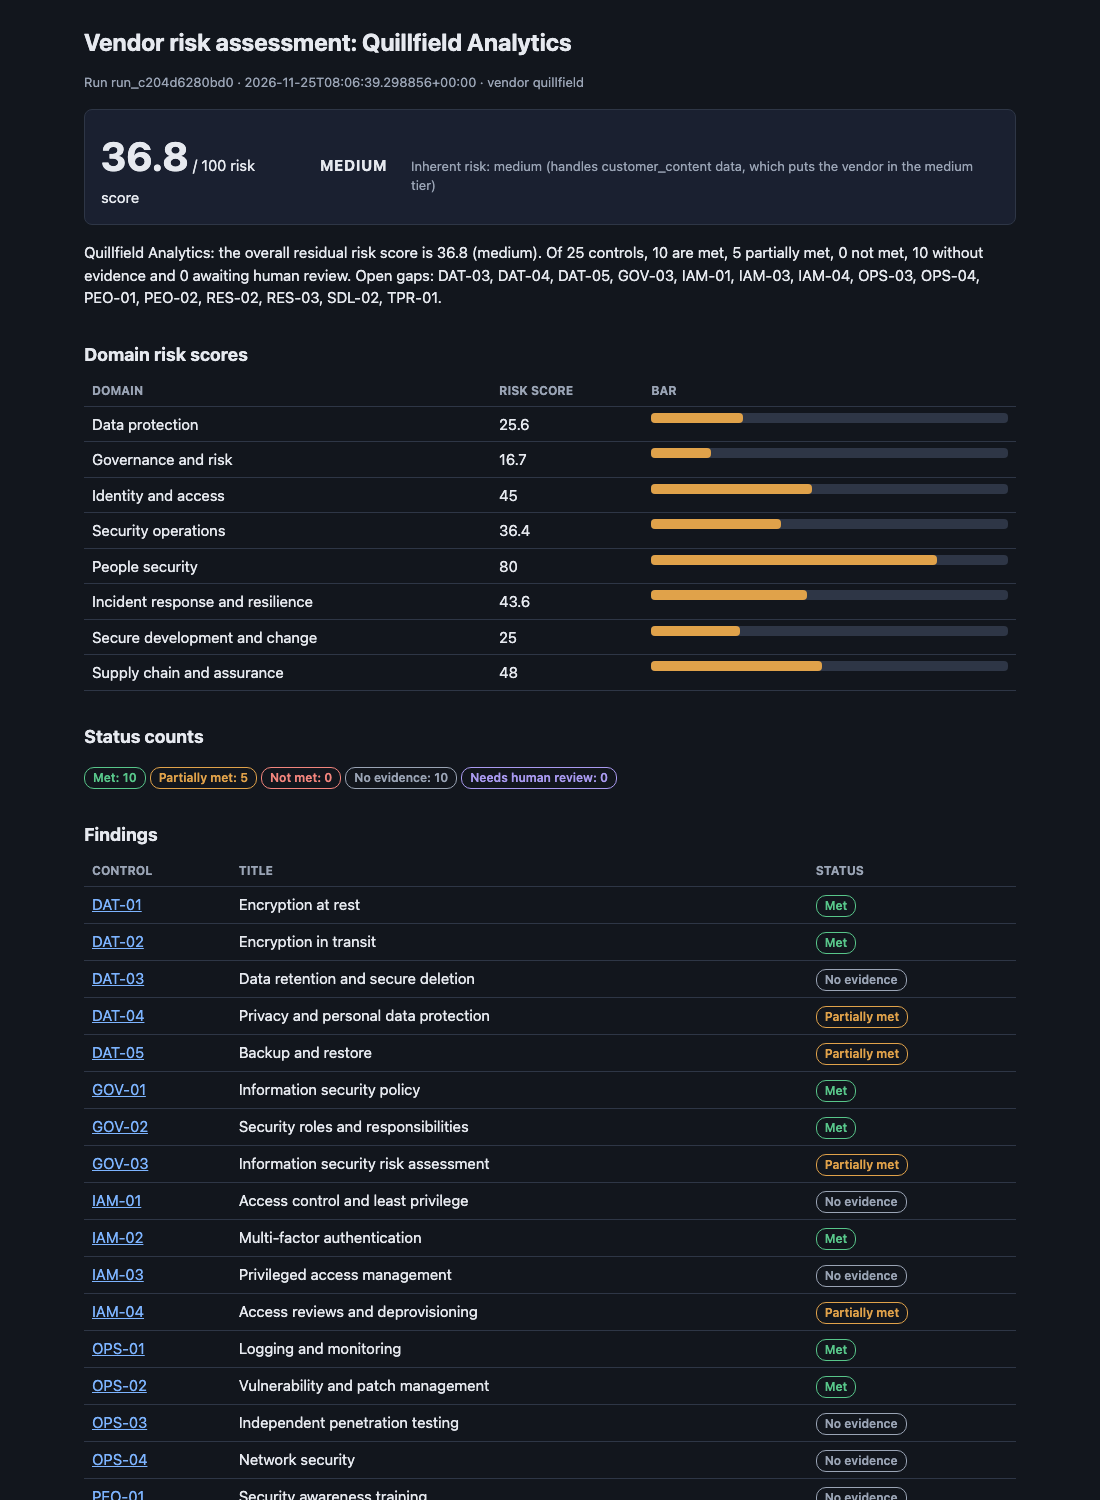 Vendor risk assessment: Quillfield Analytics
Run run_c204d6280bd0 · 2026-11-25T08:06:39.298856+00:00 · vendor quillfield
36.8 / 100 risk score
MEDIUM
Inherent risk: medium (handles customer_content data, which puts the vendor in the medium
tier)
Quillfield Analytics: the overall residual risk score is 36.8 (medium). Of 25 controls, 10 are met, 5 partially met, 0 not met, 10 without
evidence and 0 awaiting human review. Open gaps: DAT-03, DAT-04, DAT-05, GOV-03, IAM-01, IAM-03, IAM-04, OPS-03, OPS-04,
PEO-01, PEO-02, RES-02, RES-03, SDL-02, TPR-01.
Domain risk scores
DOMAIN RISK SCORE BAR
Data protection 25.6
Governance and risk 16.7
Identity and access 45
Security operations 36.4
People security 80
Incident response and resilience 43.6
Secure development and change 25
Supply chain and assurance 48
Status counts
Met: 10 Partially met: 5 Not met: 0 No evidence: 10 Needs human review: 0
Findings
CONTROL TITLE STATUS
DAT-01 Encryption at rest Met
DAT-02 Encryption in transit Met
DAT-03 Data retention and secure deletion No evidence
DAT-04 Privacy and personal data protection Partially met
DAT-05 Backup and restore Partially met
GOV-01 Information security policy Met
GOV-02 Security roles and responsibilities Met
GOV-03 Information security risk assessment Partially met
IAM-01 Access control and least privilege No evidence
IAM-02 Multi-factor authentication Met
IAM-03 Privileged access management No evidence
IAM-04 Access reviews and deprovisioning Partially met
OPS-01 Logging and monitoring Met
OPS-02 Vulnerability and patch management Met
OPS-03 Independent penetration testing No evidence
OPS-04 Network security No evidence
PEO-01 Security awareness training No evidence